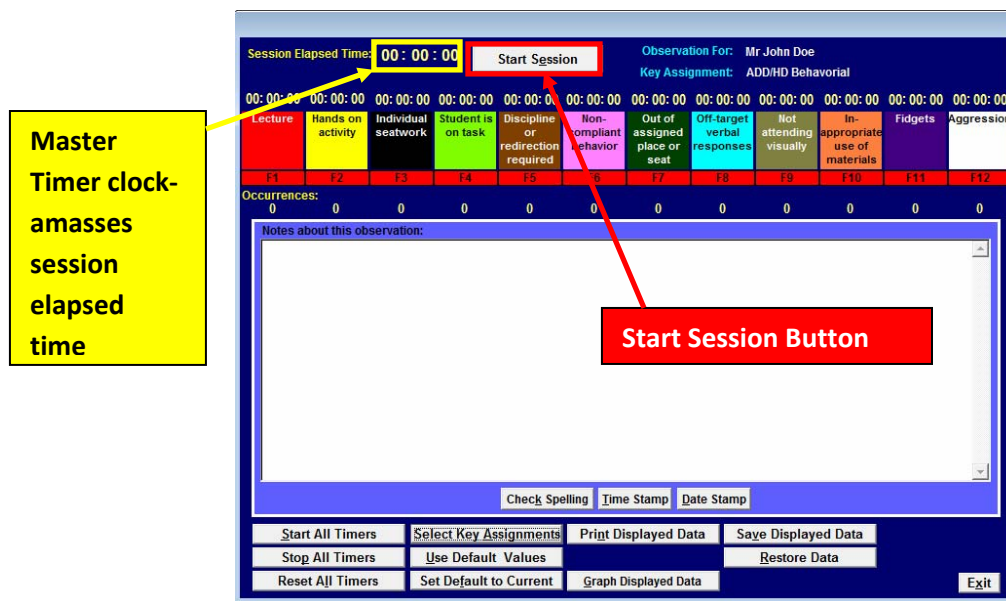 Session Elapsed Time: 00: 00 : 00 Start Session Observation For: Mr John Doe
Key Assignment: ADD/HD Behavorial
00: 00: 00 00: 00: 00 00: 00: 00 00: 00: 00 00: 00: 00 00: 00: 00 00: 00: 00 00: 00: 00 00: 00: 00 00: 00: 00 00: 00: 00 00: 00: 00
Lecture
Hands on
activity
Individual
seatwork
Student is
on task
Discipline
or
redirection
required
Non-
compliant
behavior
Out of
assigned
place or
seat
Off-target
verbal
responses
Not
attending
visually
In-
appropriate
use of
materials
Fidgets
Aggression
F1 F2 F3 F4 F5 F6 F7 F8 F9 F10 F11 F12
Occurrences:
0 0 0 0 0 0 0 0 0 0 0 0
Master
Timer clock-
amasses
session
elapsed
time
Notes about this observation:
Start Session Button
Check Spelling Time Stamp Date Stamp
Start All Timers Select Key Assignments Print Displayed Data Save Displayed Data
Stop All Timers Use Default Values Restore Data
Reset All Timers Set Default to Current Graph Displayed Data Exit